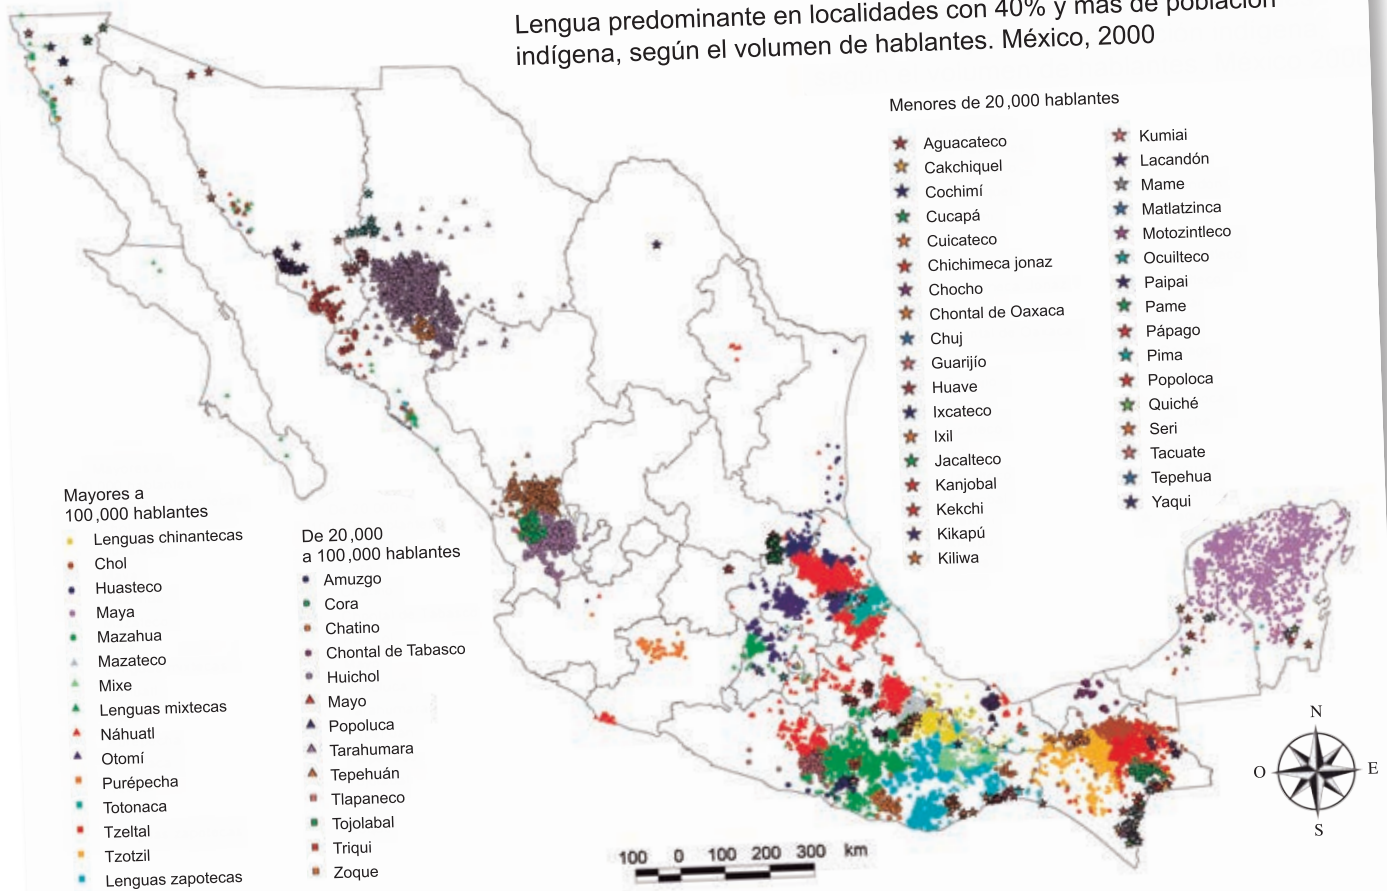 Lengua predominante en localidades con 40% y más de población
indígena, según el volumen de hablantes. México, 2000
Menores de 20,000 hablantes
Aguacateco
Cakchiquel
Cochimí
Cucapá
Cuicateco
Chichimeca jonaz
Chocho
Chontal de Oaxaca
Chuj
Guarijío
Huave
Ixcateco
Ixil
Jacalteco
Kanjobal
Kekchi
Kikapú
Kiliwa
Kumiai
Lacandón
Mame
Matlatzinca
Motozintleco
Ocuilteco
Paipai
Pame
Pápago
Pima
Popoloca
Quiché
Seri
Tacuate
Tepehua
Yaqui
Mayores a
100,000 hablantes
Lenguas chinantecas
Chol
Huasteco
Maya
Mazahua
Mazateco
Mixe
Lenguas mixtecas
Náhuatl
Otomí
Purépecha
Totonaca
Tzeltal
Tzotzil
Lenguas zapotecas
De 20,000
a 100,000 hablantes
Amuzgo
Cora
Chatino
Chontal de Tabasco
Huichol
Mayo
Popoluca
Tarahumara
Tepehuán
Tlapaneco
Tojolabal
Triqui
Zoque
100 0 100 200 300 km
N
O E
S